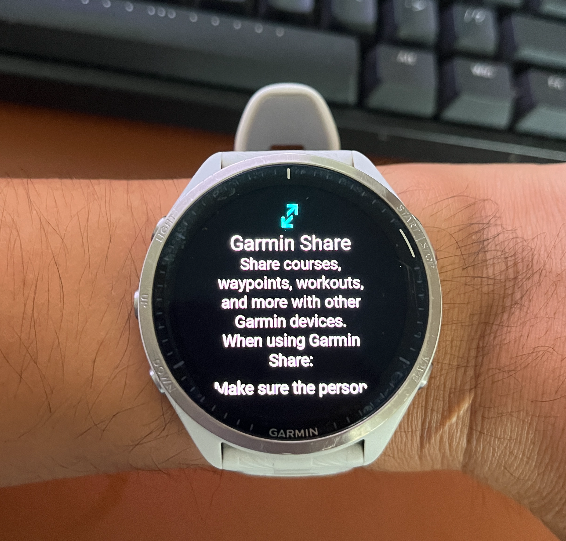 Garmin Share
Share courses,
waypoints, workouts,
and more with other
Garmin devices.
When using Garmin
Share:
Make sure the person
GARMIN
UP